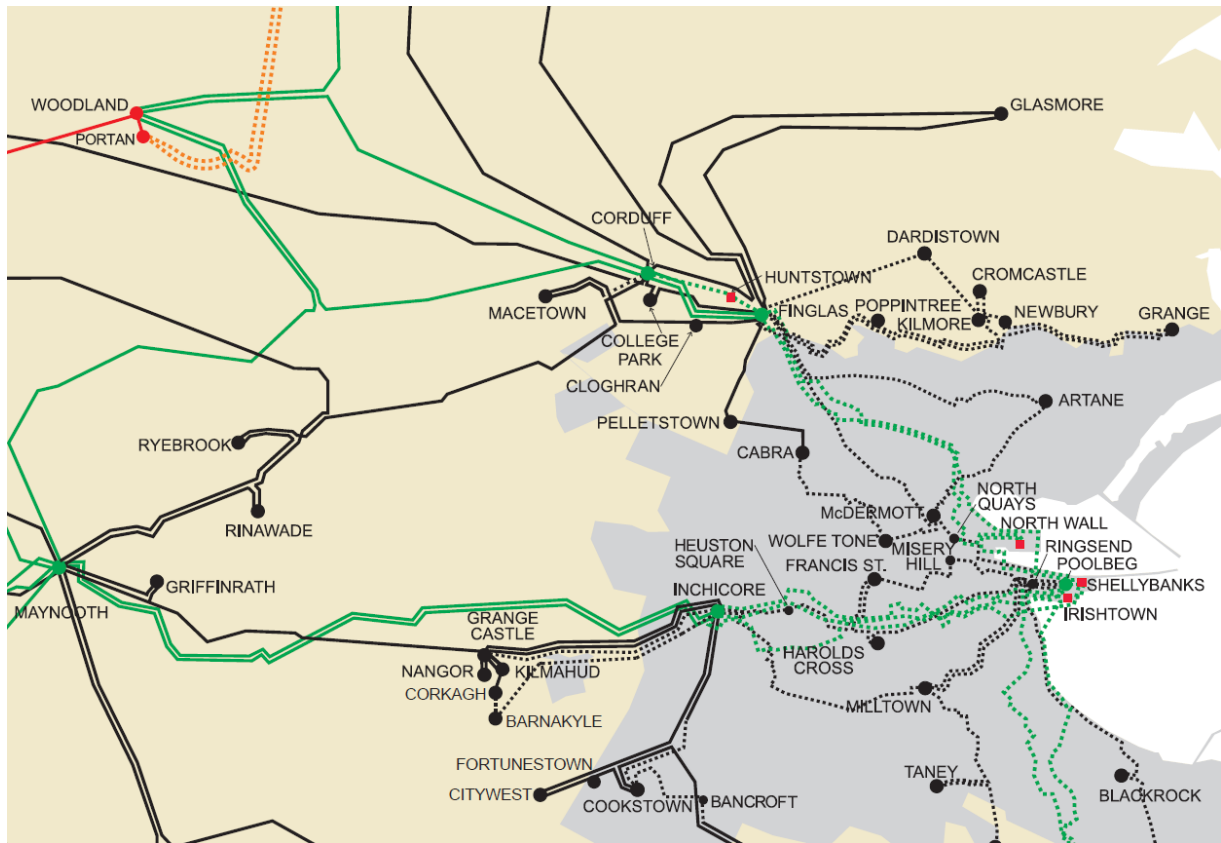 WOODLAND
PORTAN
GLASMORE
CORDUFF
DARDISTOWN
HUNTSTOWN
CROMCASTLE
MACETOWN
FINGLAS
POPPINTREE
KILMORE
NEWBURY
GRANGE
COLLEGE
PARK
CLOGHRAN
ARTANE
PELLETSTOWN
RYEBROOK
CABRA
NORTH
QUAYS
RINAWADE
McDERMOTT
NORTH WALL
WOLFE TONE
MISERY
HILL
RINGSEND
HEUSTON
SQUARE
FRANCIS ST.
POOLBEG
GRIFFINRATH
SHELLYBANKS
MAYNOOTH
INCHICORE
IRISHTOWN
GRANGE
CASTLE
HAROLDS
CROSS
NANGOR
KILMAHUD
CORKAGH
MILLTOWN
BARNAKYLE
FORTUNESTOWN
TANEY
CITYWEST
COOKSTOWN
BANCROFT
BLACKROCK